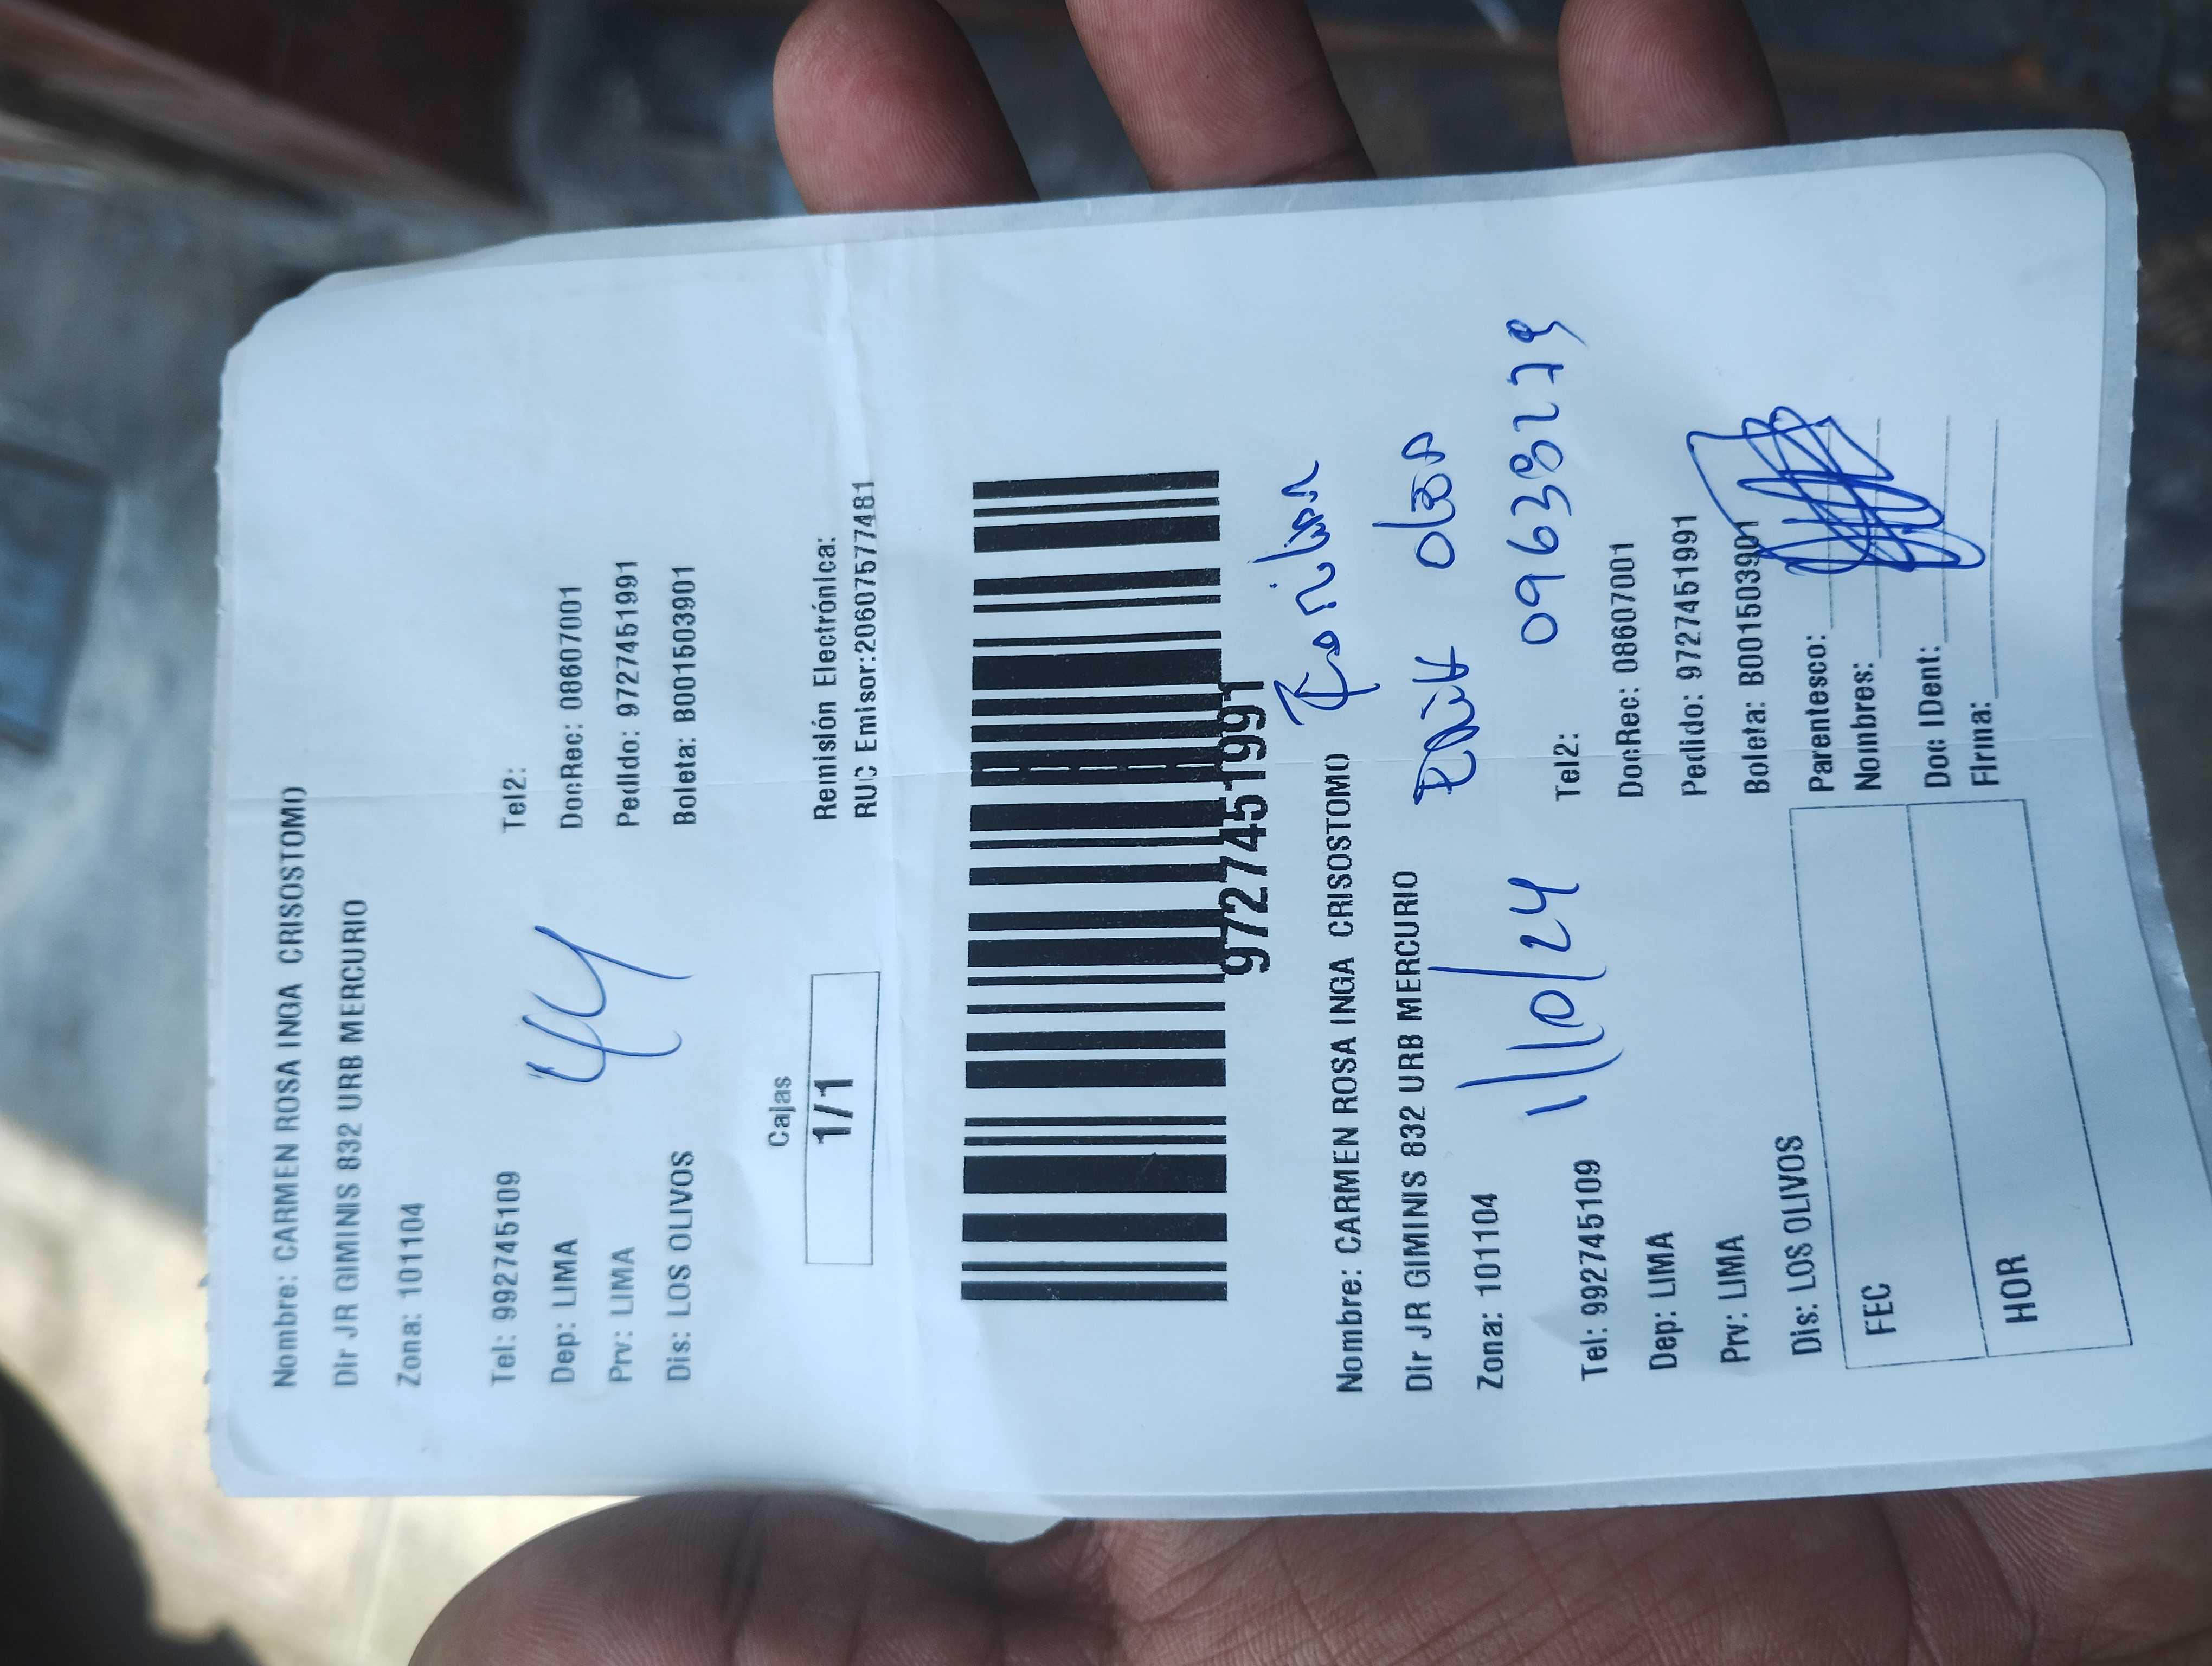 Nombre: CARMEN ROSA INGA CRISOSTOMO
Dir JR GIMINIS 832 URB MERCURIO
Zona: 101104
Tel: 992745109
Tel2:
Dep: LIMA
DocRec: 08607001
Prv: LIMA
Pedido: 9727451991
Dis: LOS OLIVOS
Boleta: B001503901
44
Cajas
1/1
Remisión Electrónica:
RUC Emisor:20607577481
9727451991
Nombre: CARMEN ROSA INGA CRISOSTOMO
Dir JR GIMINIS 832 URB MERCURIO
Zona: 101104
1/10/24
Tel: 992745109
Tel2:
Dep: LIMA
DocRec: 08607001
Prv: LIMA
Pedido: 9727451991
Dis: LOS OLIVOS
Boleta: B001503901
FEC
Parentesco:
Nombres:
HOR
Doc IDent:
Firma: